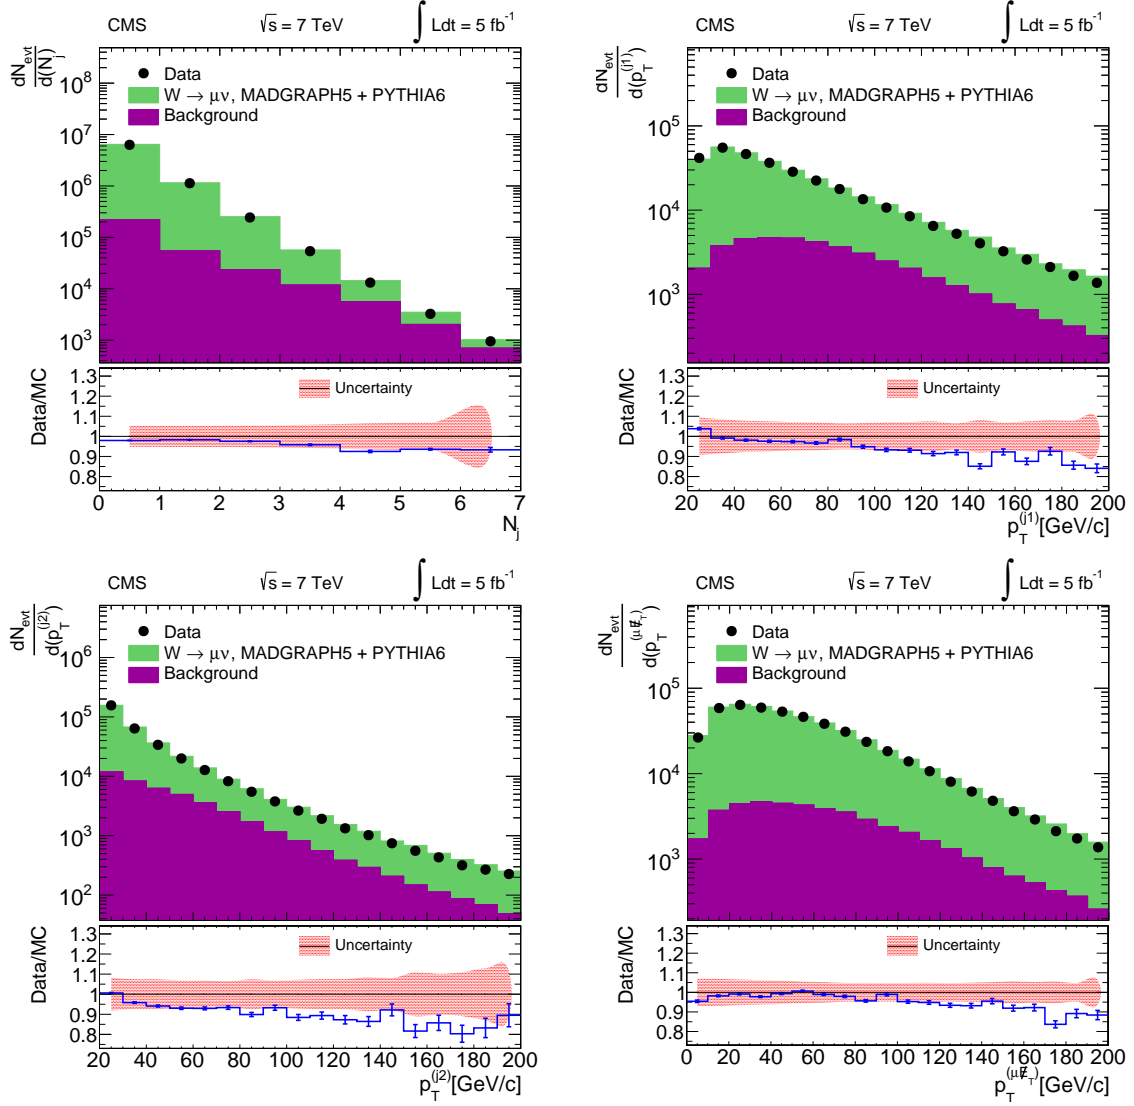 CMS √s = 7 TeV ∫ Ldt = 5 fb⁻¹
dN_evt / d(N_j)
10⁸
10⁷
10⁶
10⁵
10⁴
10³
Data
W → μν, MADGRAPH5 + PYTHIA6
Background
Data/MC
1.3
1.2
1.1
1
0.9
0.8
Uncertainty
0 1 2 3 4 5 6 7
N_j
CMS √s = 7 TeV ∫ Ldt = 5 fb⁻¹
dN_evt / d(p_T^(j1))
10⁵
10⁴
10³
Data
W → μν, MADGRAPH5 + PYTHIA6
Background
Data/MC
1.3
1.2
1.1
1
0.9
0.8
Uncertainty
20 40 60 80 100 120 140 160 180 200
p_T^(j1) [GeV/c]
CMS √s = 7 TeV ∫ Ldt = 5 fb⁻¹
dN_evt / d(p_T^(j2))
10⁶
10⁵
10⁴
10³
10²
Data
W → μν, MADGRAPH5 + PYTHIA6
Background
Data/MC
1.3
1.2
1.1
1
0.9
0.8
Uncertainty
20 40 60 80 100 120 140 160 180 200
p_T^(j2) [GeV/c]
CMS √s = 7 TeV ∫ Ldt = 5 fb⁻¹
dN_evt / d(p_T^(μE̸_T))
10⁵
10⁴
10³
Data
W → μν, MADGRAPH5 + PYTHIA6
Background
Data/MC
1.3
1.2
1.1
1
0.9
0.8
Uncertainty
0 20 40 60 80 100 120 140 160 180 200
p_T^(μE̸_T) [GeV/c]